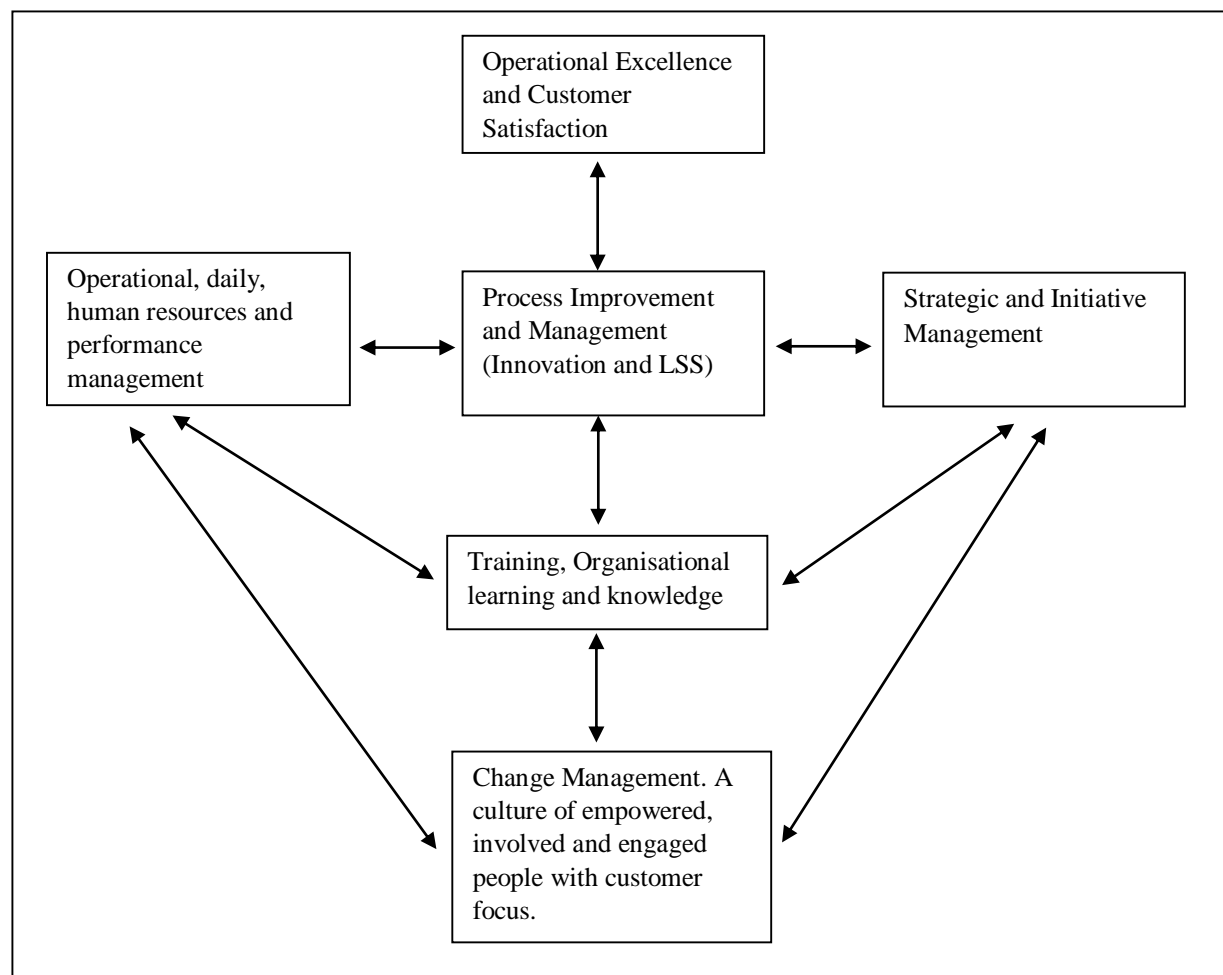 Operational Excellence
and Customer
Satisfaction
Operational, daily,
human resources and
performance
management
Process Improvement
and Management
(Innovation and LSS)
Strategic and Initiative
Management
Training, Organisational
learning and knowledge
Change Management. A
culture of empowered,
involved and engaged
people with customer
focus.